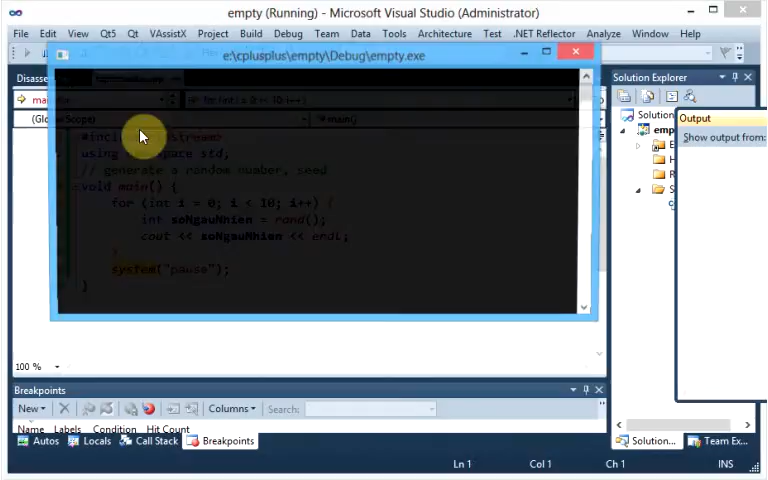 empty (Running) - Microsoft Visual Studio (Administrator)
File Edit View Qt5 Qt VAssistX Project Build Debug Team Data Tools Architecture Test .NET Reflector Analyze Window Help
e:\cplusplus\empty\Debug\empty.exe
Disasse
Solution Explorer
main
for (int i = 0; i < 10; i++)
(Global Scope)
main()
Solution
emp
Output
Show output from:
using namespace std;
// generate a random number, seed
void main() {
for (int i = 0; i < 10; i++) {
int soNgauNhien = rand();
cout << soNgauNhien << endl;
}
system("pause");
}
100 %
Breakpoints
New Columns Search:
Name Labels Condition Hit Count
Autos Locals Call Stack Breakpoints
Solution... Team Ex...
Ln 1 Col 1 Ch 1 INS